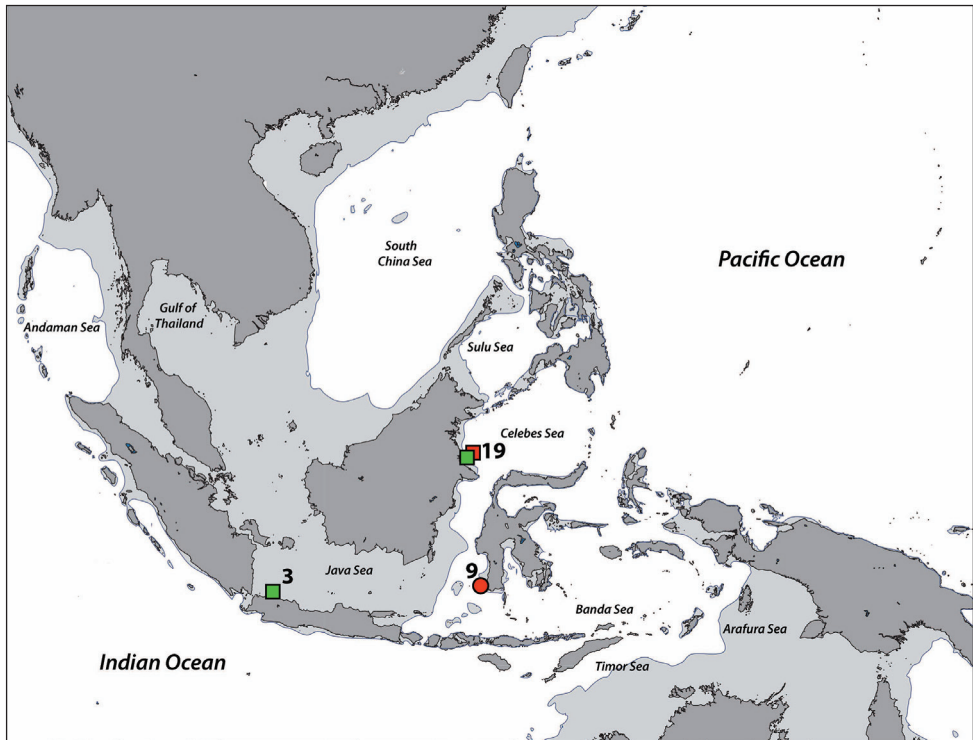 South
China Sea
Pacific Ocean
Gulf of
Thailand
Andaman Sea
Sulu Sea
Celebes Sea
19
3
Java Sea
9
Banda Sea
Arafura Sea
Indian Ocean
Timor Sea